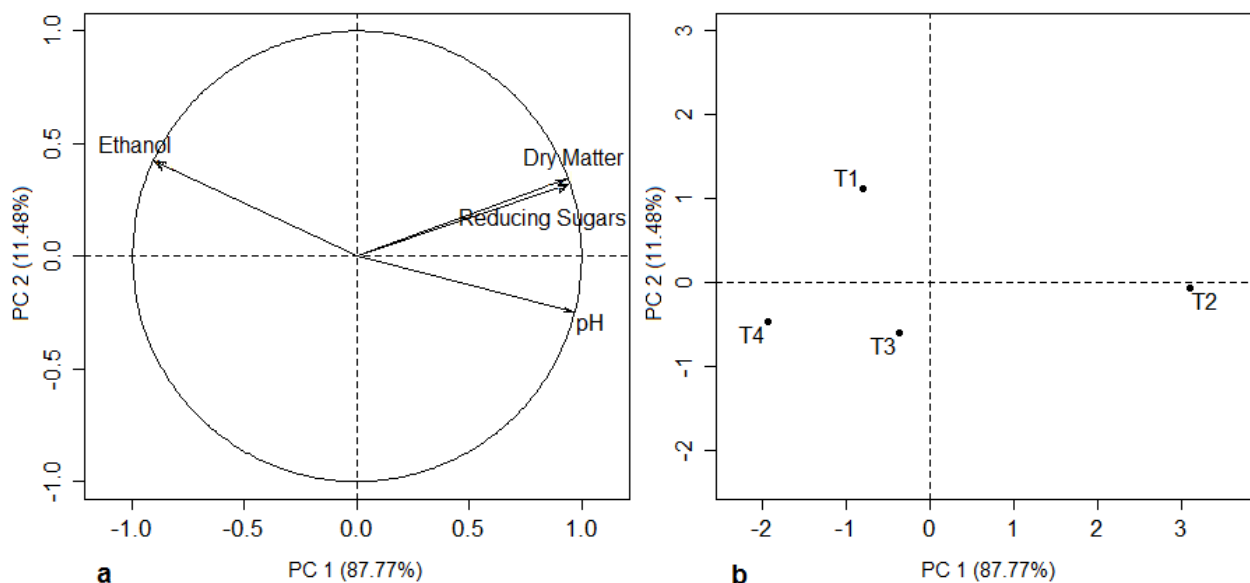 1.0
0.5
0.0
-0.5
-1.0
PC 2 (11.48%)
Ethanol
Dry Matter
Reducing Sugars
pH
-1.0 -0.5 0.0 0.5 1.0
PC 1 (87.77%)
a
3
2
1
0
-1
-2
PC 2 (11.48%)
T1
T2
T3
T4
-2 -1 0 1 2 3
PC 1 (87.77%)
b